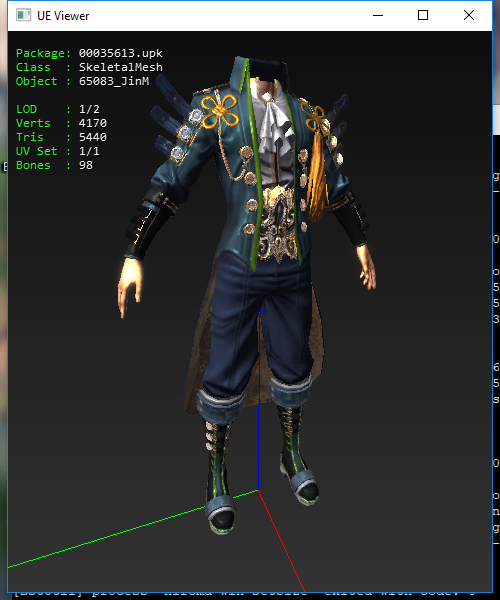 UE Viewer
Package: 00035613.upk
Class  : SkeletalMesh
Object : 65083_JinM
LOD    : 1/2
Verts  : 4170
Tris   : 5440
UV Set : 1/1
Bones  : 98